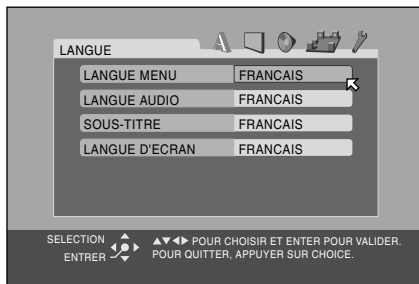 LANGUE
LANGUE MENU FRANCAIS
LANGUE AUDIO FRANCAIS
SOUS-TITRE FRANCAIS
LANGUE D'ECRAN FRANCAIS
SELECTION
ENTRER
▲▼◀▶ POUR CHOISIR ET ENTER POUR VALIDER.
POUR QUITTER, APPUYER SUR CHOICE.